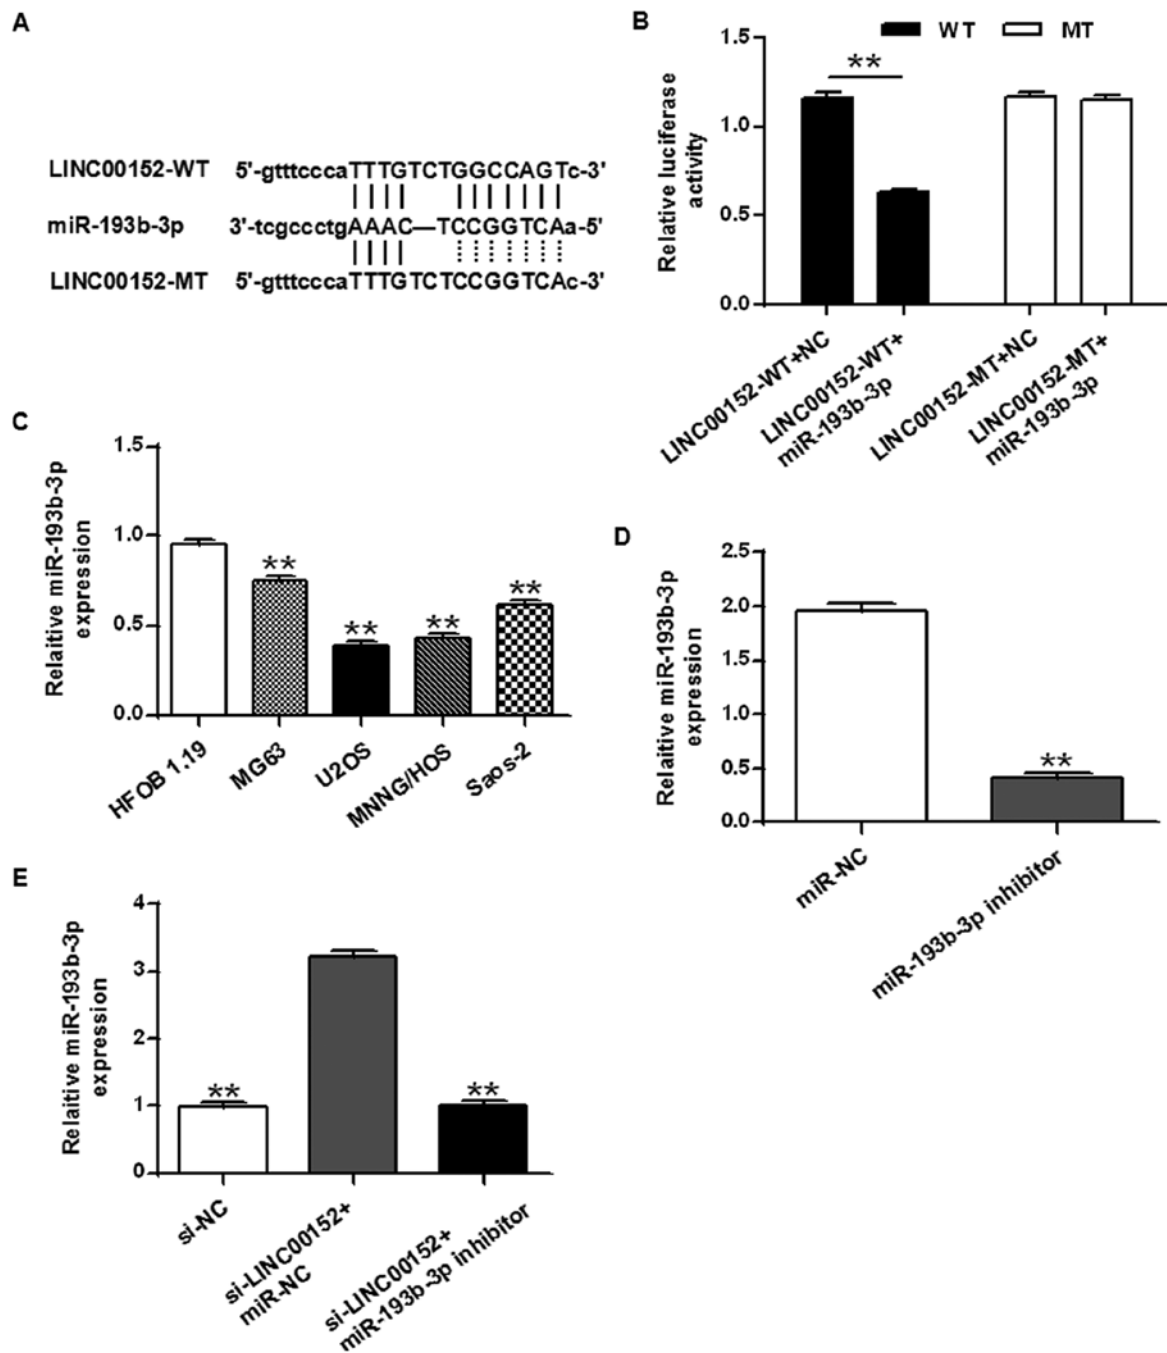 A
LINC00152-WT 5'-gtttcccaTTTGTCTGGCCAGTc-3'
miR-193b-3p 3'-tcgccctgAAAC—TCCGGTCAa-5'
LINC00152-MT 5'-gtttcccaTTTGTCTCCGGTCAc-3'
B
WT MT
Relative luciferase
activity
1.5
1.0
0.5
0.0
**
LINC00152-WT+NC
LINC00152-WT+
miR-193b-3p
LINC00152-MT+NC
LINC00152-MT+
miR-193b-3p
C
Relaitive miR-193b-3p
expression
1.5
1.0
0.5
0.0
**
**
**
**
HFOB 1.19
MG63
U2OS
MNNG/HOS
Saos-2
D
Relaitive miR-193b-3p
expression
2.5
2.0
1.5
1.0
0.5
0.0
**
miR-NC
miR-193b-3p inhibitor
E
Relaitive miR-193b-3p
expression
4
3
2
1
0
**
**
si-NC
si-LINC00152+
miR-NC
si-LINC00152+
miR-193b-3p inhibitor